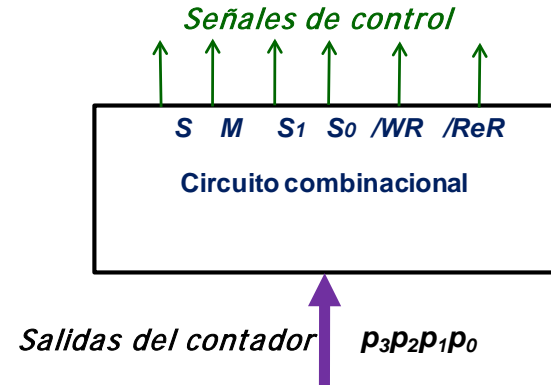 Señales de control
S M S1 S0 /WR /ReR
Circuito combinacional
Salidas del contador p3p2p1p0